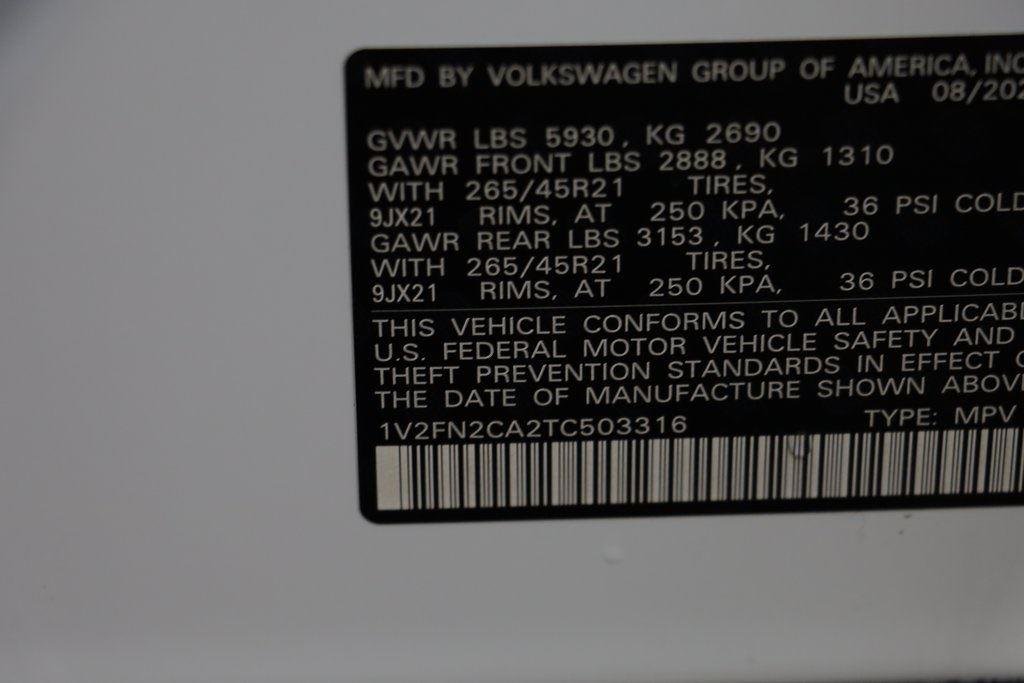 MFD BY VOLKSWAGEN GROUP OF AMERICA, INC
USA 08/202
GVWR LBS 5930, KG 2690
GAWR FRONT LBS 2888, KG 1310
WITH 265/45R21 TIRES,
9JX21 RIMS, AT 250 KPA, 36 PSI COLD
GAWR REAR LBS 3153, KG 1430
WITH 265/45R21 TIRES,
9JX21 RIMS, AT 250 KPA, 36 PSI COLD
THIS VEHICLE CONFORMS TO ALL APPLICABL
U.S. FEDERAL MOTOR VEHICLE SAFETY AND
THEFT PREVENTION STANDARDS IN EFFECT
THE DATE OF MANUFACTURE SHOWN ABOV
1V2FN2CA2TC503316 TYPE: MPV